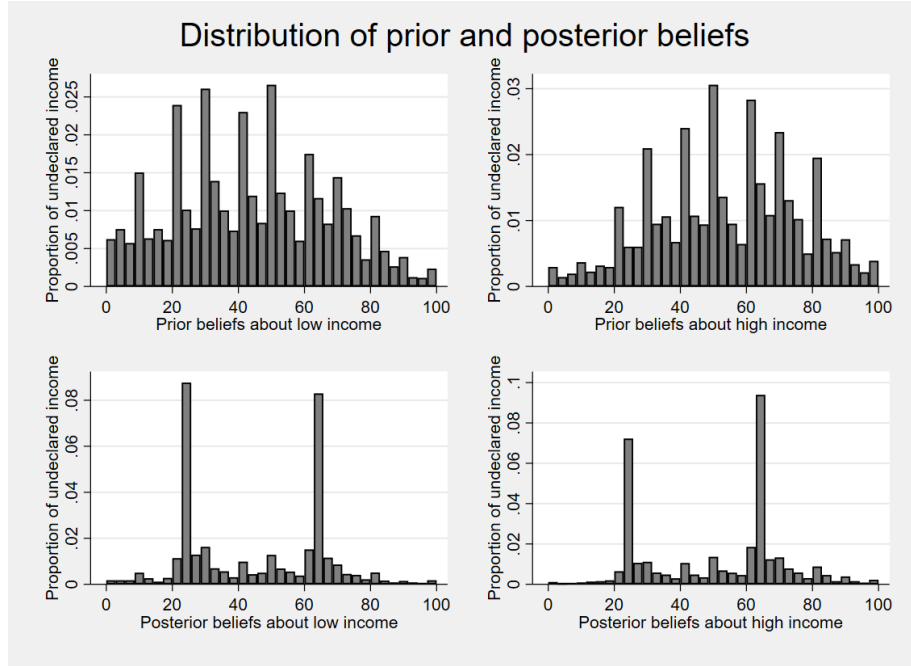 Distribution of prior and posterior beliefs
Proportion of undeclared income
0 .005 .01 .015 .02 .025
0 20 40 60 80 100
Prior beliefs about low income
Proportion of undeclared income
0 .01 .02 .03
0 20 40 60 80 100
Prior beliefs about high income
Proportion of undeclared income
0 .02 .04 .06 .08
0 20 40 60 80 100
Posterior beliefs about low income
Proportion of undeclared income
0 .02 .04 .06 .08 .1
0 20 40 60 80 100
Posterior beliefs about high income